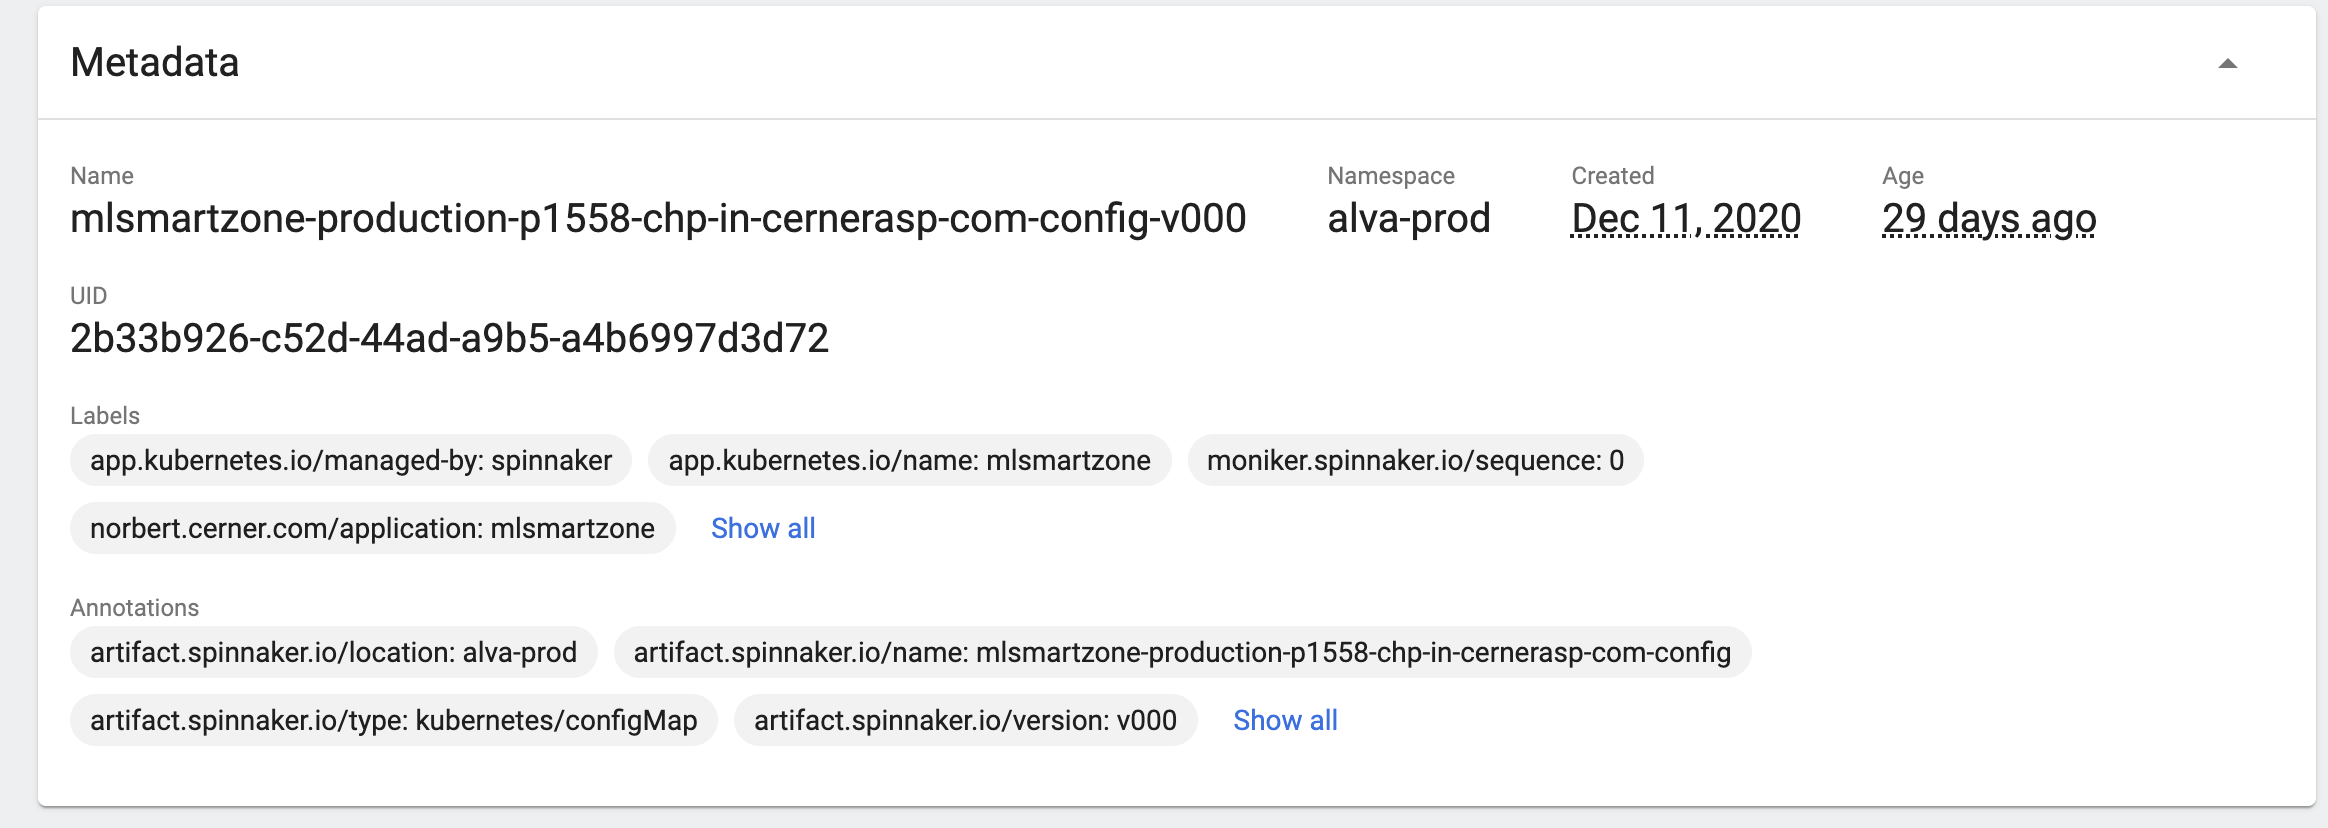 Metadata
Name Namespace Created Age
mlsmartzone-production-p1558-chp-in-cernerasp-com-config-v000 alva-prod Dec 11, 2020 29 days ago
UID
2b33b926-c52d-44ad-a9b5-a4b6997d3d72
Labels
app.kubernetes.io/managed-by: spinnaker app.kubernetes.io/name: mlsmartzone moniker.spinnaker.io/sequence: 0
norbert.cerner.com/application: mlsmartzone Show all
Annotations
artifact.spinnaker.io/location: alva-prod artifact.spinnaker.io/name: mlsmartzone-production-p1558-chp-in-cernerasp-com-config
artifact.spinnaker.io/type: kubernetes/configMap artifact.spinnaker.io/version: v000 Show all